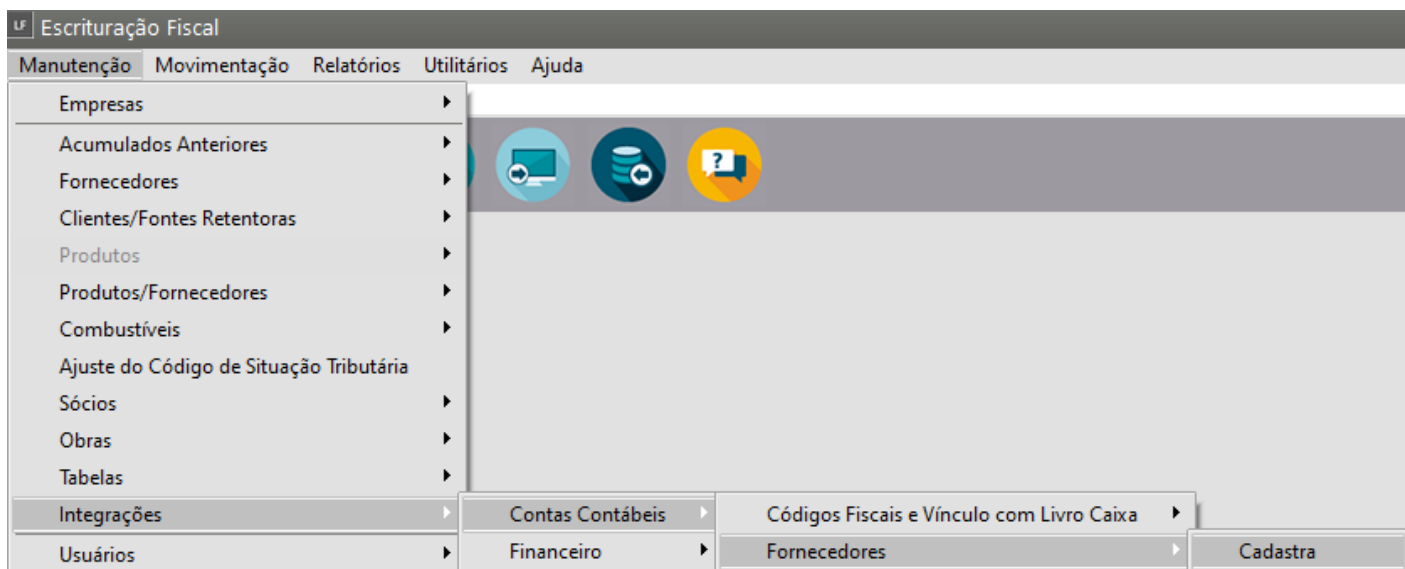 LF Escrituração Fiscal
Manutenção Movimentação Relatórios Utilitários Ajuda
Empresas
Acumulados Anteriores
Fornecedores
Clientes/Fontes Retentoras
Produtos
Produtos/Fornecedores
Combustíveis
Ajuste do Código de Situação Tributária
Sócios
Obras
Tabelas
Integrações Contas Contábeis Códigos Fiscais e Vínculo com Livro Caixa
Usuários Financeiro Fornecedores Cadastra
?